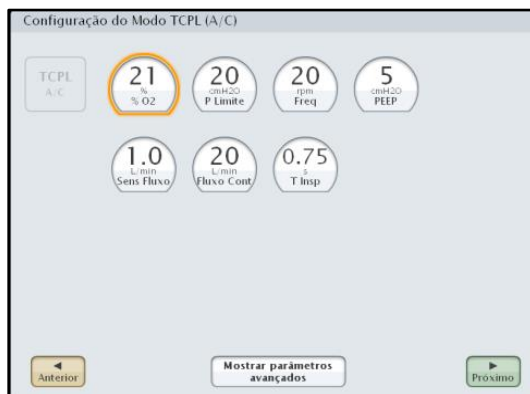 Configuração do Modo TCPL (A/C)
TCPL
A/C
21
%
% O2
20
cmH2O
P Limite
20
rpm
Freq
5
cmH2O
PEEP
1.0
L/min
Sens Fluxo
20
L/min
Fluxo Cont
0.75
s
T Insp
Anterior
Mostrar parâmetros
avançados
Próximo